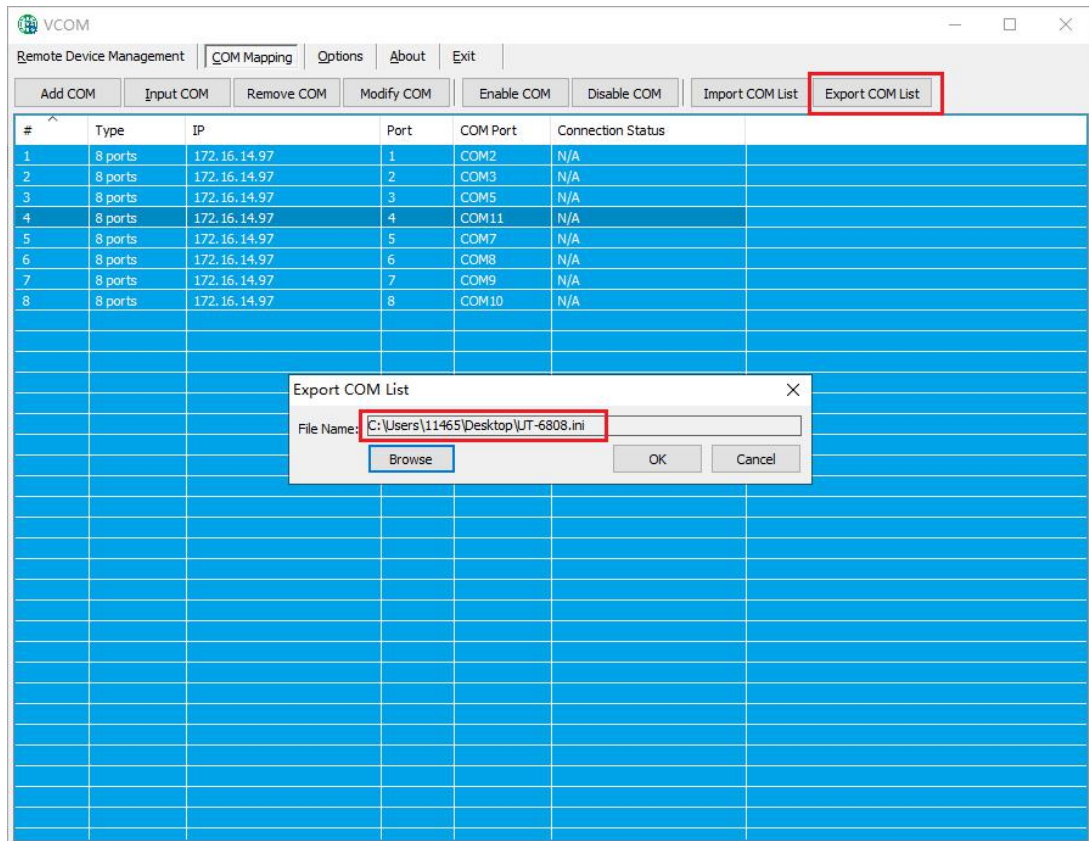 VCOM
Remote Device Management COM Mapping Options About Exit
Add COM Input COM Remove COM Modify COM Enable COM Disable COM Import COM List Export COM List
# Type IP Port COM Port Connection Status
1 8 ports 172.16.14.97 1 COM2 N/A
2 8 ports 172.16.14.97 2 COM3 N/A
3 8 ports 172.16.14.97 3 COM5 N/A
4 8 ports 172.16.14.97 4 COM11 N/A
5 8 ports 172.16.14.97 5 COM7 N/A
6 8 ports 172.16.14.97 6 COM8 N/A
7 8 ports 172.16.14.97 7 COM9 N/A
8 8 ports 172.16.14.97 8 COM10 N/A
Export COM List
File Name: C:\Users\11465\Desktop\UT-6808.ini
Browse OK Cancel